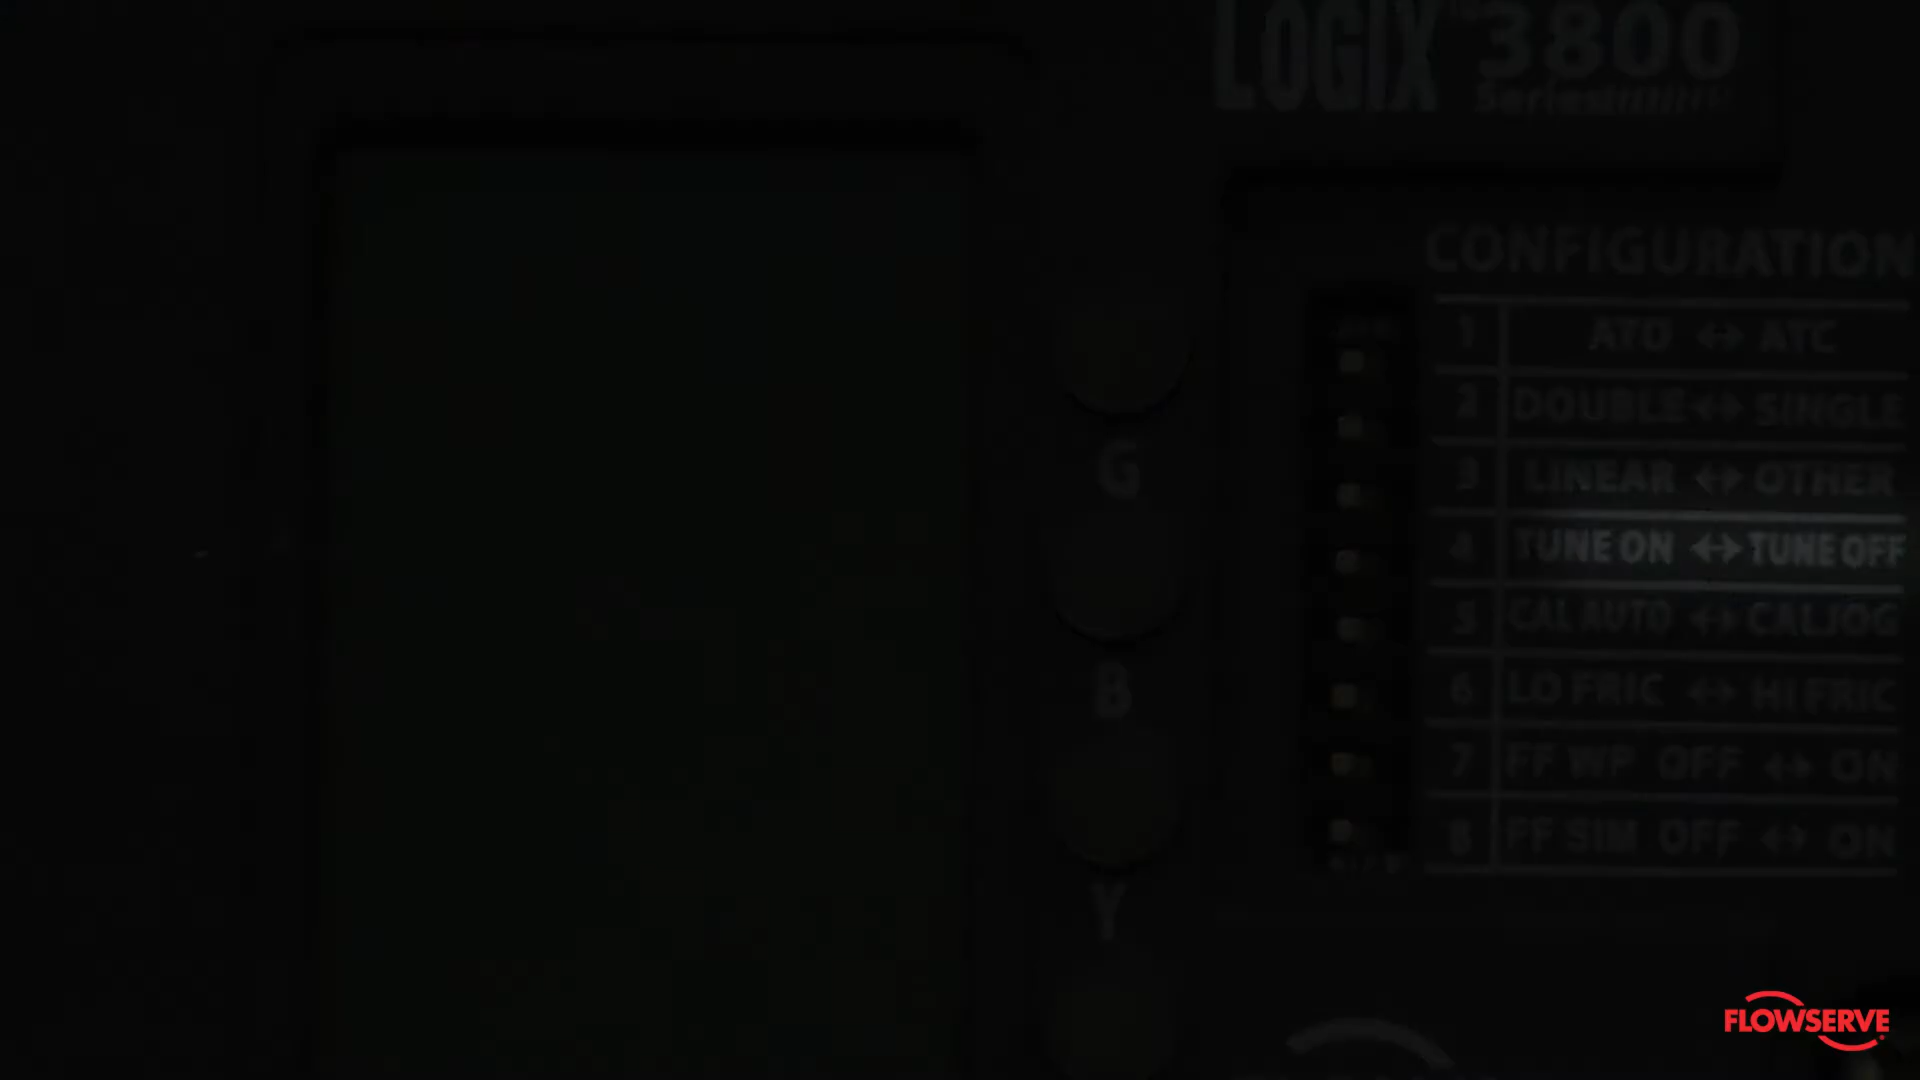 LOGIX™ 3800
Series
CONFIGURATION
1 ATO ↔ ATC
2 DOUBLE ↔ SINGLE
3 LINEAR ↔ OTHER
4 TUNE ON ↔ TUNE OFF
5 CAL AUTO ↔ CAL JOG
6 LO FRIC ↔ HI FRIC
7 FF WP OFF ↔ ON
8 FF SIM OFF ↔ ON
G
B
Y
FLOWSERVE